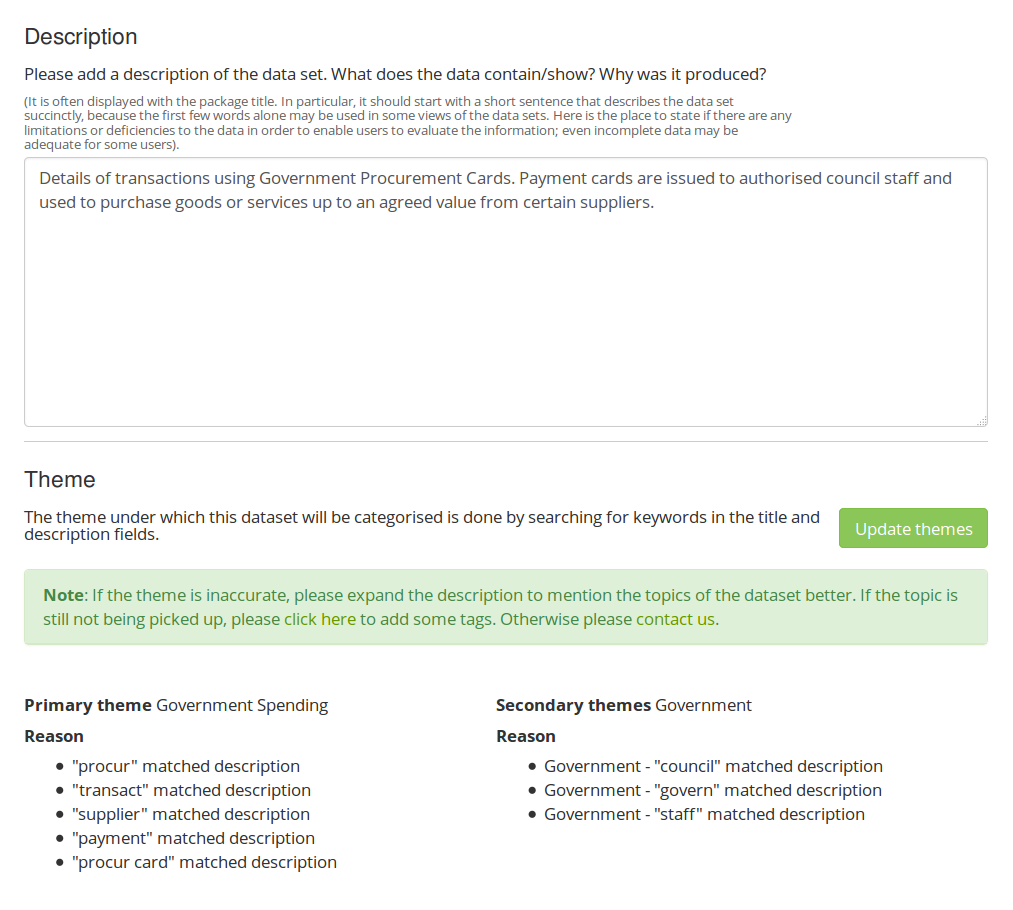 Description
Please add a description of the data set. What does the data contain/show? Why was it produced?
(It is often displayed with the package title. In particular, it should start with a short sentence that describes the data set
succinctly, because the first few words alone may be used in some views of the data sets. Here is the place to state if there are any
limitations or deficiencies to the data in order to enable users to evaluate the information; even incomplete data may be
adequate for some users).
Details of transactions using Government Procurement Cards. Payment cards are issued to authorised council staff and
used to purchase goods or services up to an agreed value from certain suppliers.
Theme
The theme under which this dataset will be categorised is done by searching for keywords in the title and
description fields.
Update themes
Note: If the theme is inaccurate, please expand the description to mention the topics of the dataset better. If the topic is
still not being picked up, please click here to add some tags. Otherwise please contact us.
Primary theme Government Spending
Reason
• "procur" matched description
• "transact" matched description
• "supplier" matched description
• "payment" matched description
• "procur card" matched description
Secondary themes Government
Reason
• Government - "council" matched description
• Government - "govern" matched description
• Government - "staff" matched description